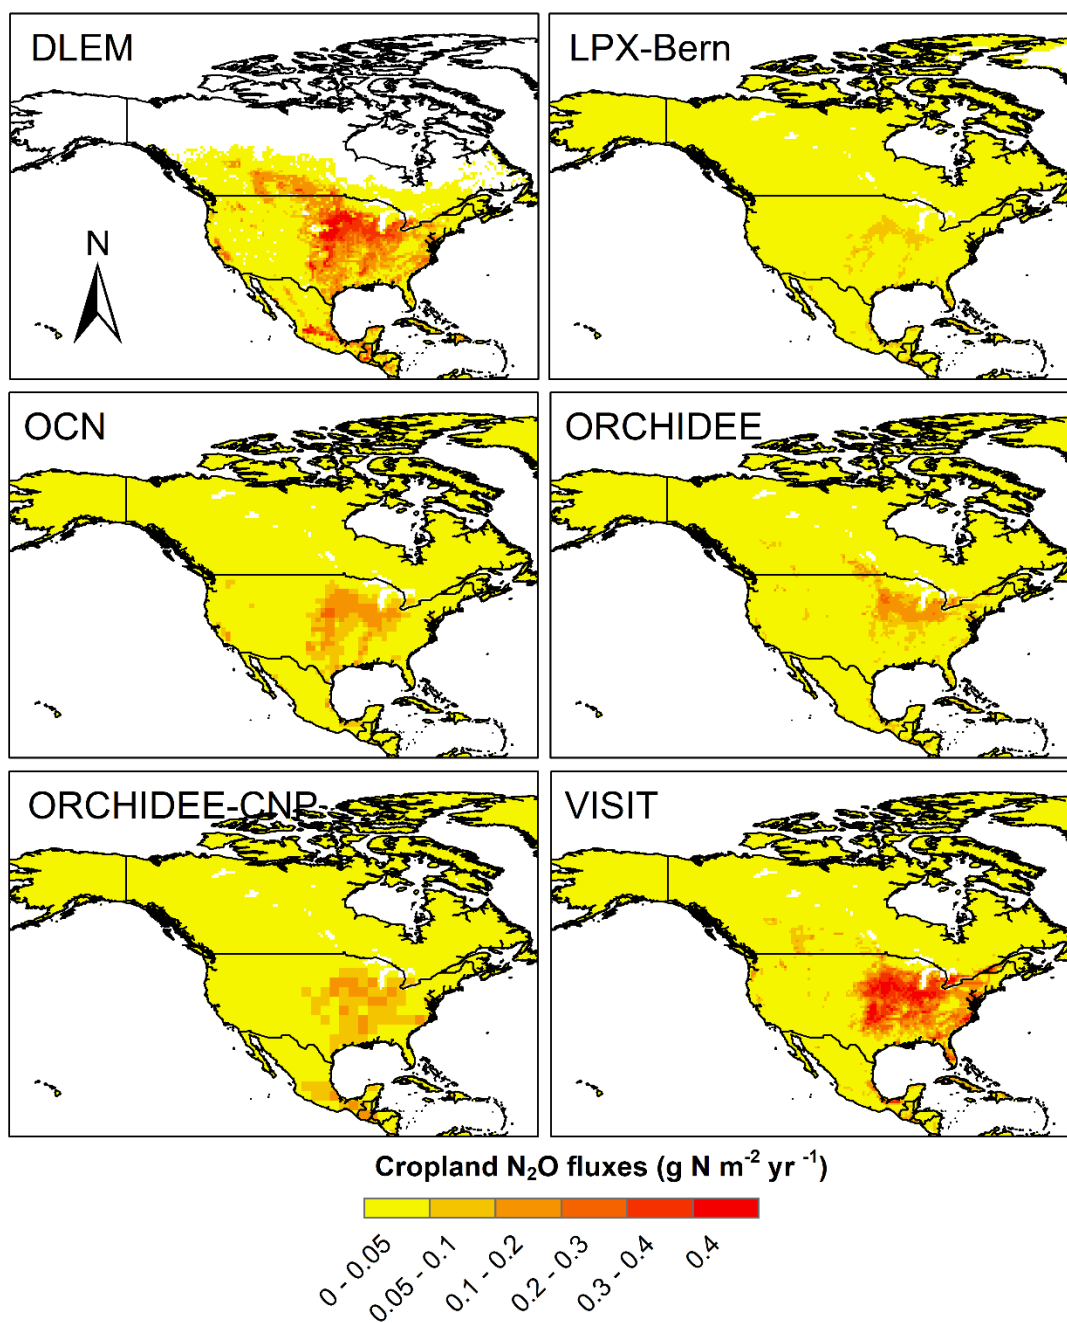 DLEM
LPX-Bern
N
OCN
ORCHIDEE
ORCHIDEE-CNP
VISIT
Cropland N₂O fluxes (g N m⁻² yr ⁻¹)
0 - 0.05
0.05 - 0.1
0.1 - 0.2
0.2 - 0.3
0.3 - 0.4
0.4